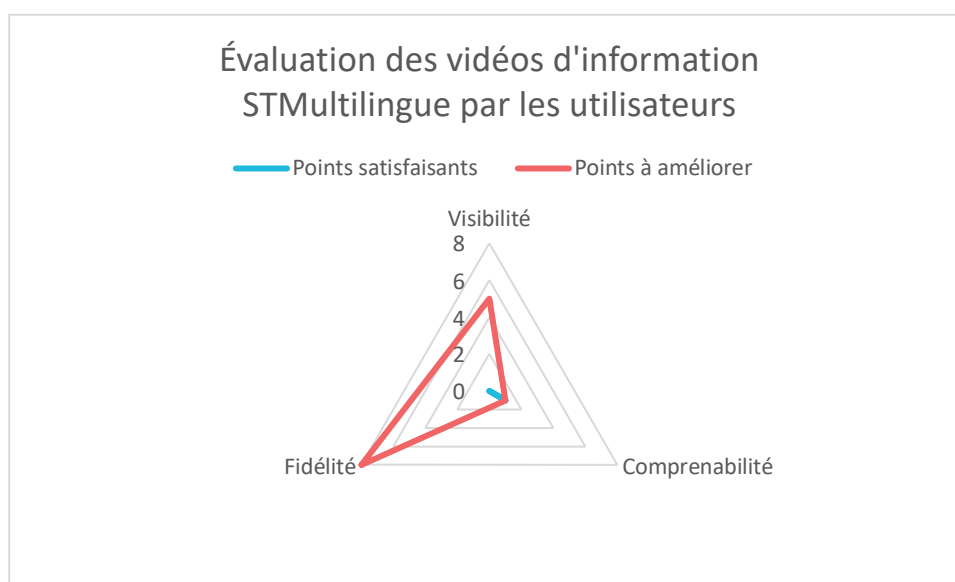 Évaluation des vidéos d'information
STMultilingue par les utilisateurs
Points satisfaisants Points à améliorer
Visibilité
8
6
4
2
0
Fidélité Comprenabilité